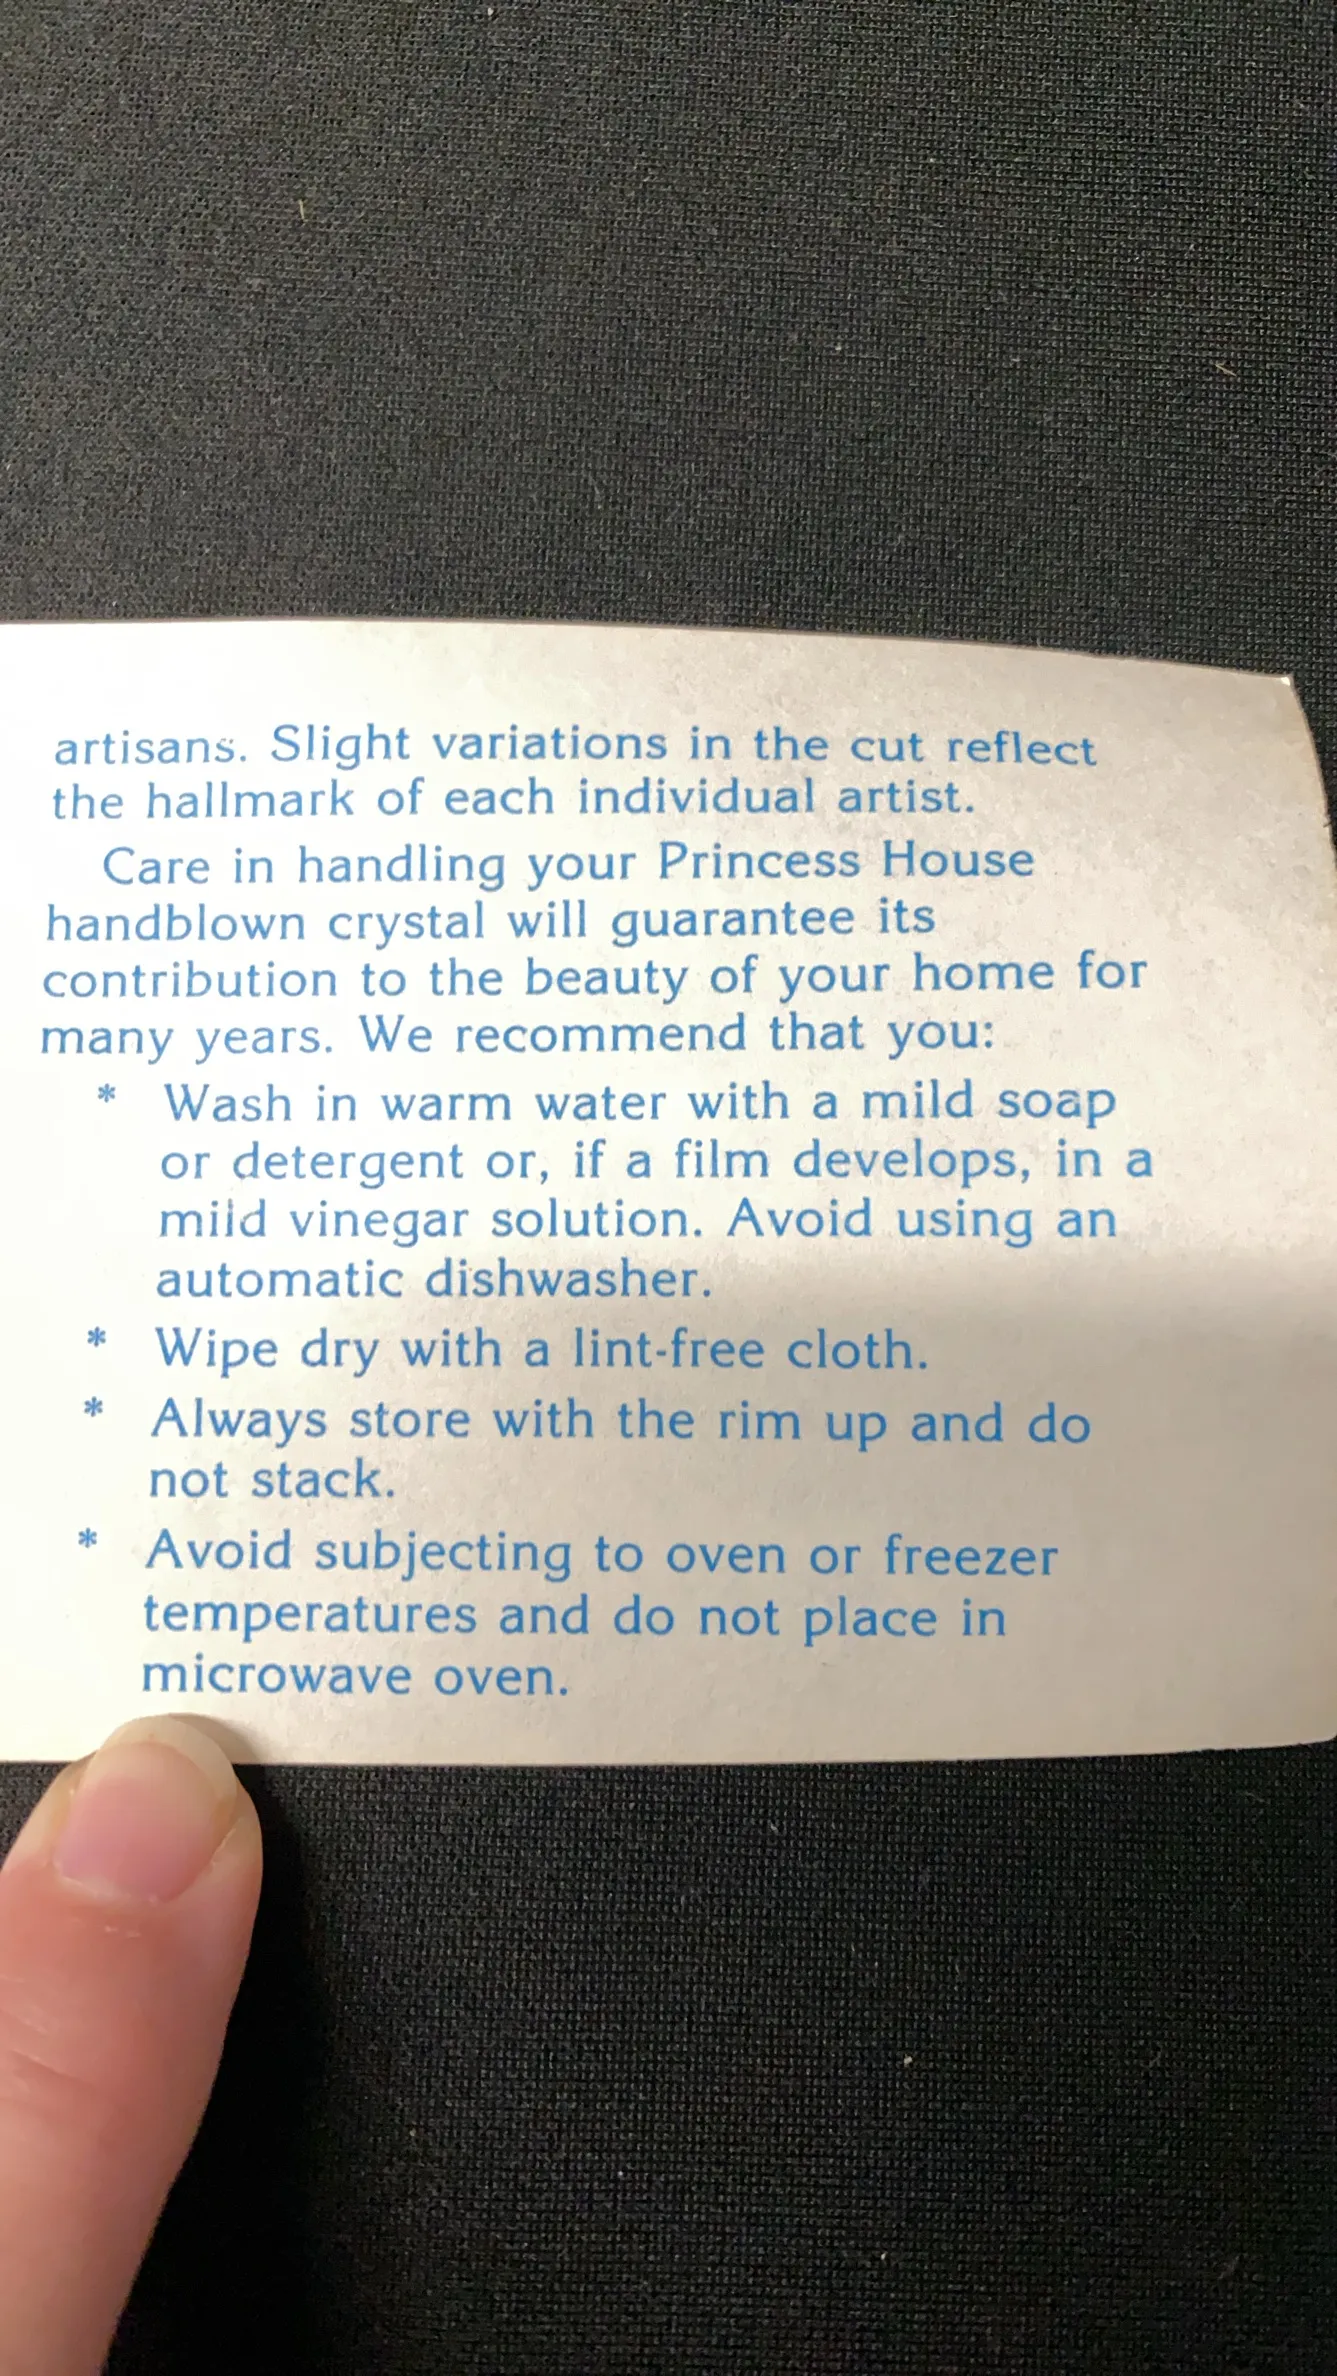 artisans. Slight variations in the cut reflect
the hallmark of each individual artist.
Care in handling your Princess House
handblown crystal will guarantee its
contribution to the beauty of your home for
many years. We recommend that you:
* Wash in warm water with a mild soap
or detergent or, if a film develops, in a
mild vinegar solution. Avoid using an
automatic dishwasher.
* Wipe dry with a lint-free cloth.
* Always store with the rim up and do
not stack.
* Avoid subjecting to oven or freezer
temperatures and do not place in
microwave oven.